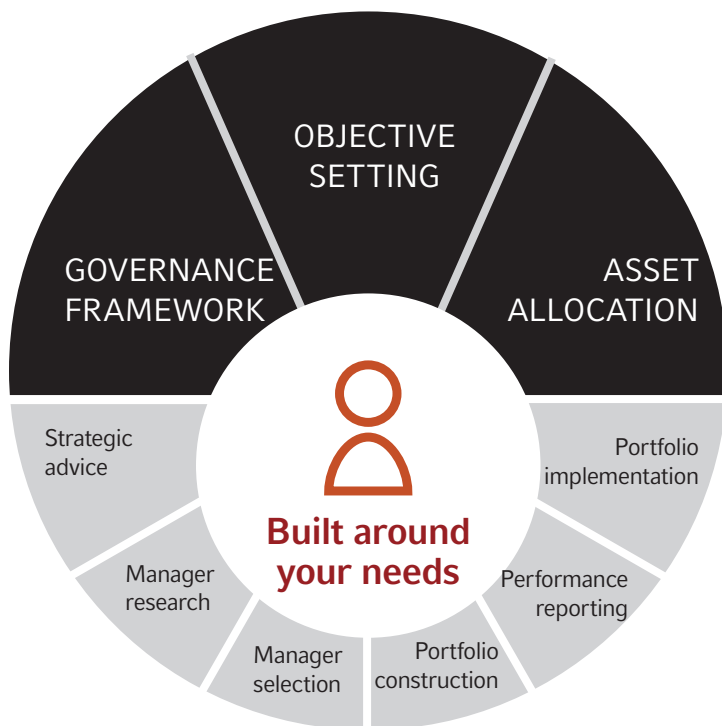 OBJECTIVE
SETTING
GOVERNANCE
FRAMEWORK
ASSET
ALLOCATION
Built around
your needs
Strategic
advice
Manager
research
Manager
selection
Portfolio
construction
Performance
reporting
Portfolio
implementation